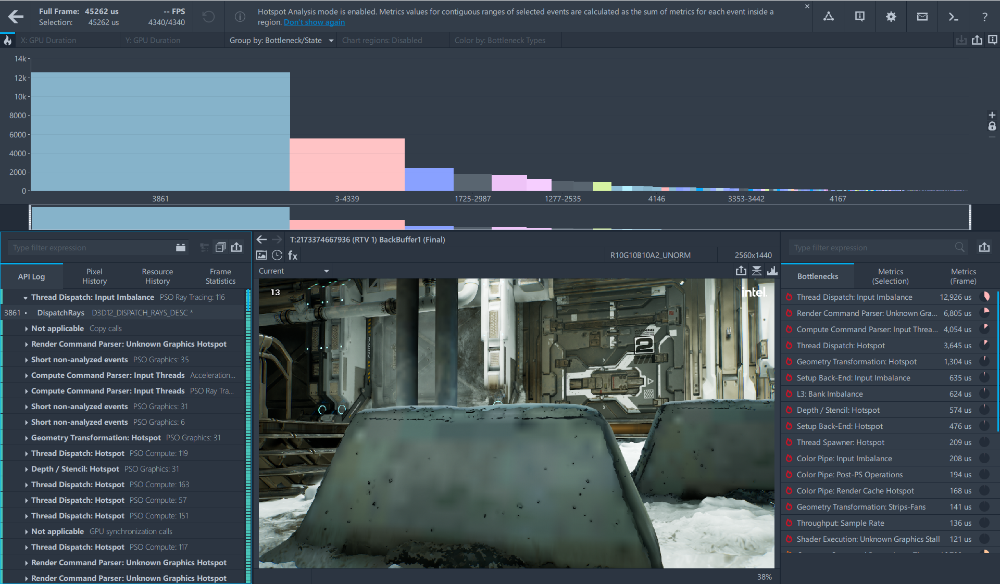 Full Frame: 45262 us -- FPS
Selection: 45262 us 4340/4340
Hotspot Analysis mode is enabled. Metrics values for contiguous ranges of selected events are calculated as the sum of metrics for each event inside a
region. Don't show again
X: GPU Duration
Y: GPU Duration
Group by: Bottleneck/State
Chart regions: Disabled
Color by: Bottleneck Types
14k
12k
10k
8000
6000
4000
2000
0
3861 3-4339 1725-2987 1277-2535 4146 3353-3442 4167
Type filter expression
API Log
Pixel History
Resource History
Frame Statistics
Thread Dispatch: Input Imbalance PSO Ray Tracing: 116
3861 DispatchRays D3D12_DISPATCH_RAYS_DESC *
Not applicable Copy calls
Render Command Parser: Unknown Graphics Hotspot
Short non-analyzed events PSO Graphics: 35
Compute Command Parser: Input Threads Acceleration...
Compute Command Parser: Input Threads PSO Ray Tra...
Short non-analyzed events PSO Graphics: 31
Short non-analyzed events PSO Graphics: 6
Geometry Transformation: Hotspot PSO Graphics: 31
Thread Dispatch: Hotspot PSO Compute: 119
Depth / Stencil: Hotspot PSO Graphics: 31
Thread Dispatch: Hotspot PSO Compute: 163
Thread Dispatch: Hotspot PSO Compute: 57
Thread Dispatch: Hotspot PSO Compute: 151
Not applicable GPU synchronization calls
Thread Dispatch: Hotspot PSO Compute: 117
Render Command Parser: Unknown Graphics Hotspot
Render Command Parser: Unknown Graphics Hotspot
T:2173374667936 (RTV 1) BackBuffer1 (Final)
fx
R10G10B10A2_UNORM 2560x1440
Current
13
intel.
WARNING
2
38%
Type filter expression
Bottlenecks
Metrics (Selection)
Metrics (Frame)
Thread Dispatch: Input Imbalance 12,926 us
Render Command Parser: Unknown Gra... 6,805 us
Compute Command Parser: Input Threa... 4,054 us
Thread Dispatch: Hotspot 3,645 us
Geometry Transformation: Hotspot 1,304 us
Setup Back-End: Input Imbalance 635 us
L3: Bank Imbalance 624 us
Depth / Stencil: Hotspot 574 us
Setup Back-End: Hotspot 476 us
Thread Spawner: Hotspot 209 us
Color Pipe: Input Imbalance 208 us
Color Pipe: Post-PS Operations 194 us
Color Pipe: Render Cache Hotspot 168 us
Geometry Transformation: Strips-Fans 141 us
Throughput: Sample Rate 136 us
Shader Execution: Unknown Graphics Stall 121 us